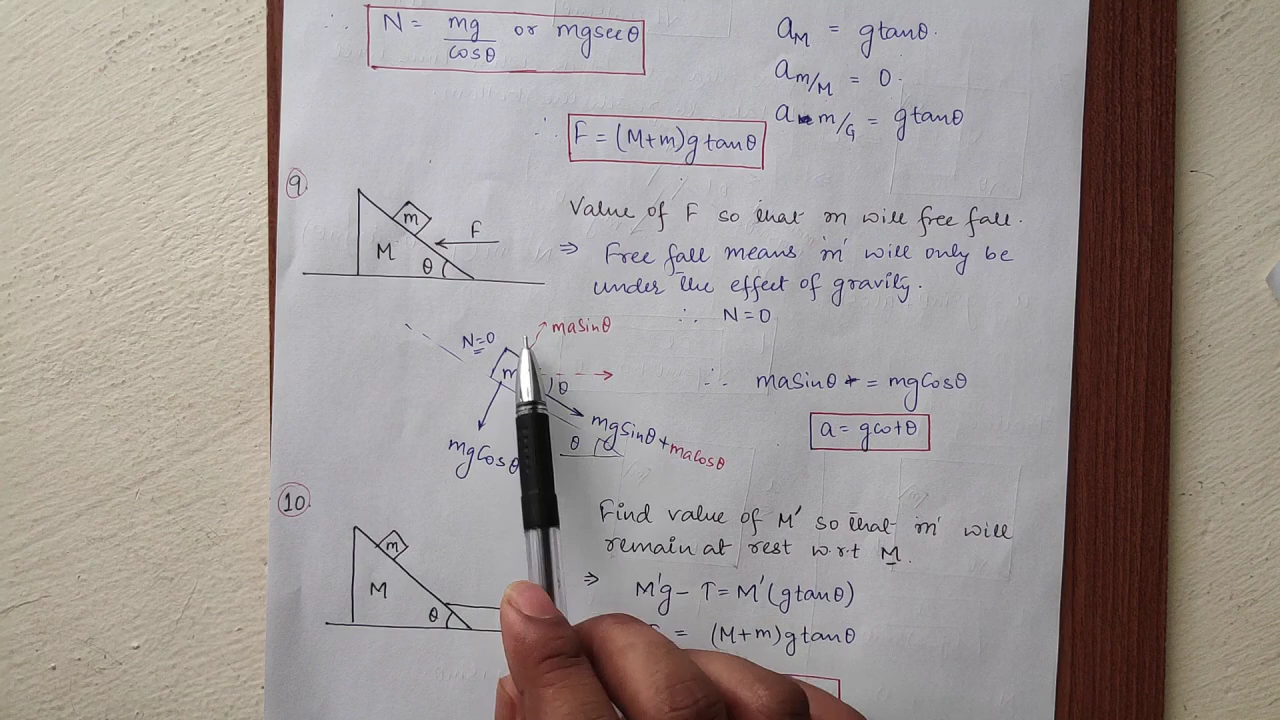 ∴ N = mg/cosθ or mgsecθ
a_M = gtanθ.
a_m/M = 0.
a m/G = gtanθ
∴ F = (M+m)gtanθ
9.
m
M
θ
F
Value of F so that m will free fall.
⇒ Free fall means 'm' will only be
under the effect of gravity.
∴ N=0
N=0
masinθ
m
θ
mgcosθ
mgsinθ + macosθ
θ
∴ masinθ = mgcosθ
a = gcotθ
10.
m
M
θ
Find value of M' so that 'm' will
remain at rest w.r.t M.
⇒ M'g - T = M'(gtanθ)
= (M+m)gtanθ